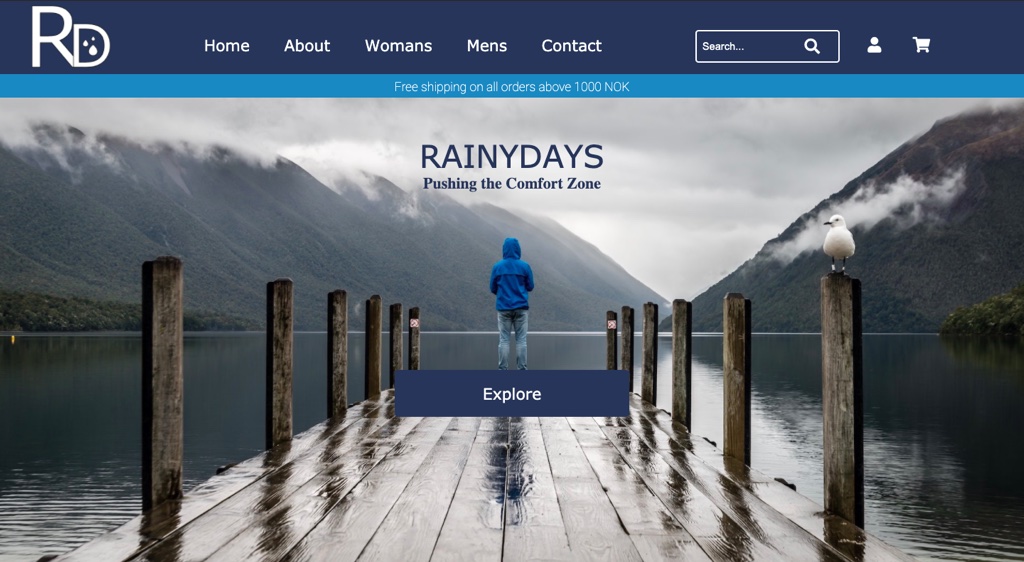 RD
Home About Womans Mens Contact Search...
Free shipping on all orders above 1000 NOK
RAINYDAYS
Pushing the Comfort Zone
Explore